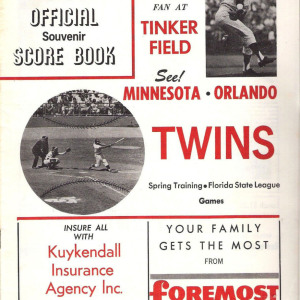 OFFICIAL
Souvenir
SCORE BOOK
FAN AT
TINKER
FIELD
See!
MINNESOTA • ORLANDO
TWINS
Spring Training • Florida State League
Games
INSURE ALL
WITH
Kuykendall
Insurance
Agency Inc.
YOUR FAMILY
GETS THE MOST
FROM
FOREMOST